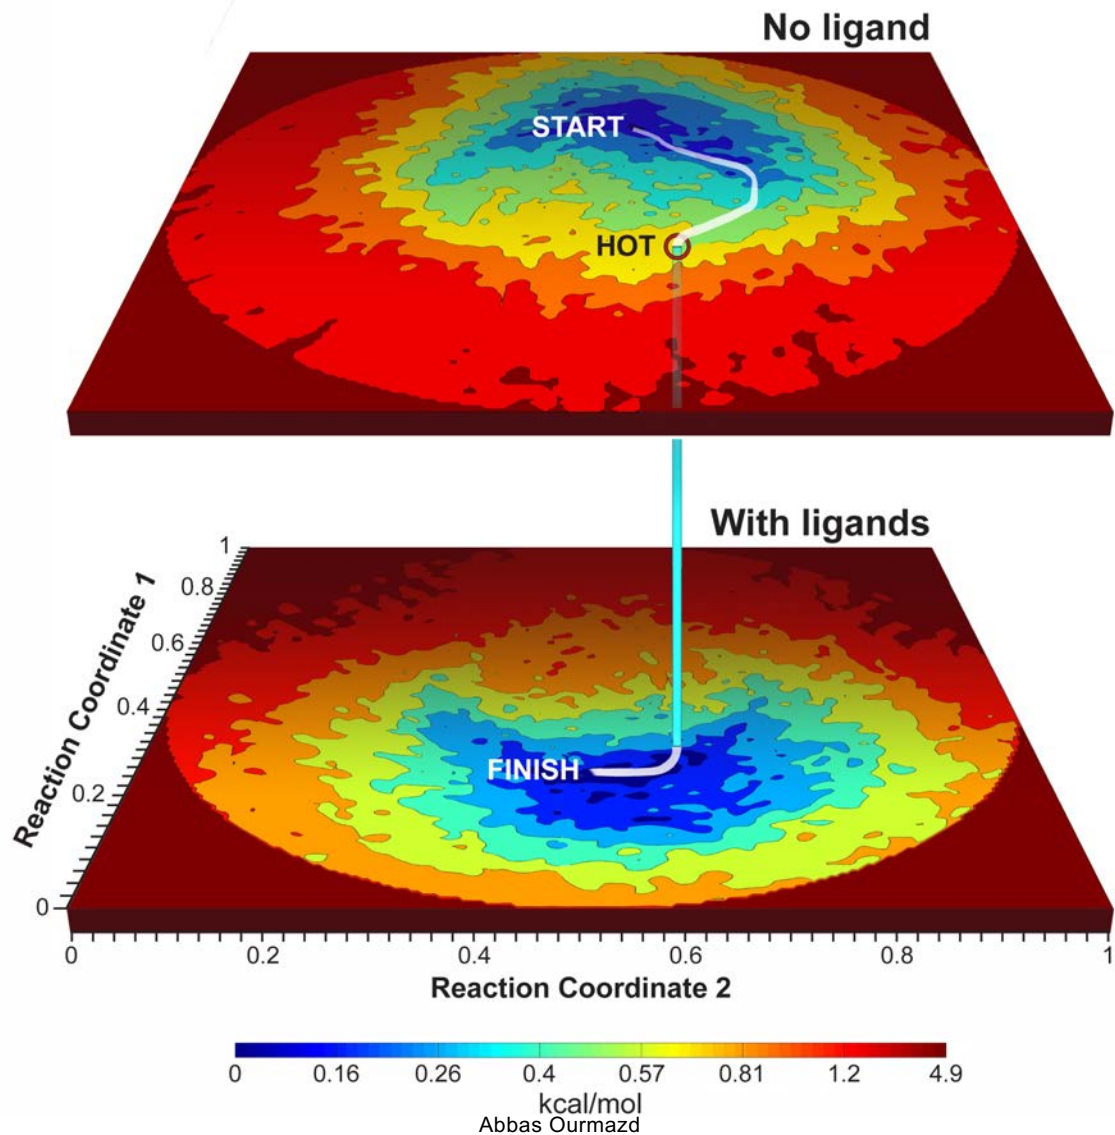 No ligand
START
HOT
With ligands
1
0.8
0.6
0.4
0.2
0
Reaction Coordinate 1
FINISH
0 0.2 0.4 0.6 0.8 1
Reaction Coordinate 2
0 0.16 0.26 0.4 0.57 0.81 1.2 4.9
kcal/mol
Abbas Ourmazd